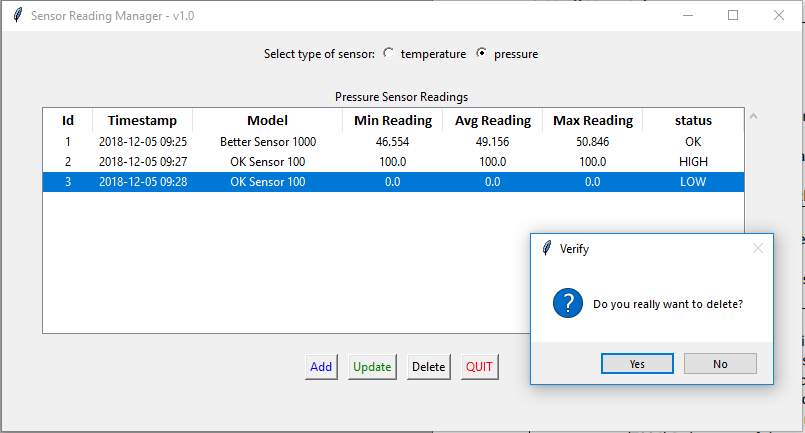 Sensor Reading Manager - v1.0
Select type of sensor: temperature pressure
Pressure Sensor Readings
Id Timestamp Model Min Reading Avg Reading Max Reading status
1 2018-12-05 09:25 Better Sensor 1000 46.554 49.156 50.846 OK
2 2018-12-05 09:27 OK Sensor 100 100.0 100.0 100.0 HIGH
3 2018-12-05 09:28 OK Sensor 100 0.0 0.0 0.0 LOW
Verify
Do you really want to delete?
Yes No
Add Update Delete QUIT